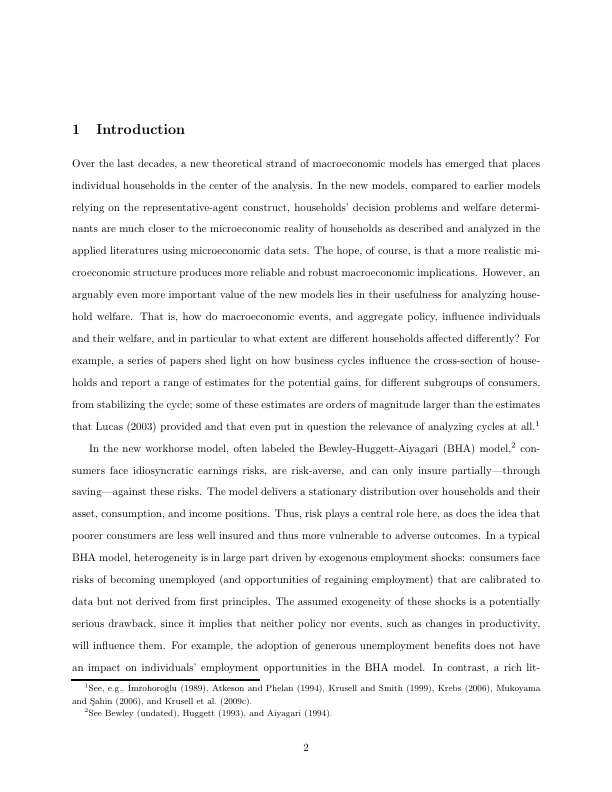 1 Introduction
Over the last decades, a new theoretical strand of macroeconomic models has emerged that places
individual households in the center of the analysis. In the new models, compared to earlier models
relying on the representative-agent construct, households’ decision problems and welfare determi-
nants are much closer to the microeconomic reality of households as described and analyzed in the
applied literatures using microeconomic data sets. The hope, of course, is that a more realistic mi-
croeconomic structure produces more reliable and robust macroeconomic implications. However, an
arguably even more important value of the new models lies in their usefulness for analyzing house-
hold welfare. That is, how do macroeconomic events, and aggregate policy, influence individuals
and their welfare, and in particular to what extent are different households affected differently? For
example, a series of papers shed light on how business cycles influence the cross-section of house-
holds and report a range of estimates for the potential gains, for different subgroups of consumers,
from stabilizing the cycle; some of these estimates are orders of magnitude larger than the estimates
that Lucas (2003) provided and that even put in question the relevance of analyzing cycles at all.1
In the new workhorse model, often labeled the Bewley-Huggett-Aiyagari (BHA) model,2 con-
sumers face idiosyncratic earnings risks, are risk-averse, and can only insure partially—through
saving—against these risks. The model delivers a stationary distribution over households and their
asset, consumption, and income positions. Thus, risk plays a central role here, as does the idea that
poorer consumers are less well insured and thus more vulnerable to adverse outcomes. In a typical
BHA model, heterogeneity is in large part driven by exogenous employment shocks: consumers face
risks of becoming unemployed (and opportunities of regaining employment) that are calibrated to
data but not derived from first principles. The assumed exogeneity of these shocks is a potentially
serious drawback, since it implies that neither policy nor events, such as changes in productivity,
will influence them. For example, the adoption of generous unemployment benefits does not have
an impact on individuals’ employment opportunities in the BHA model. In contrast, a rich lit-
1See, e.g., İmrohoroğlu (1989), Atkeson and Phelan (1994), Krusell and Smith (1999), Krebs (2006), Mukoyama
and Şahin (2006), and Krusell et al. (2009c).
2See Bewley (undated), Huggett (1993), and Aiyagari (1994).
2